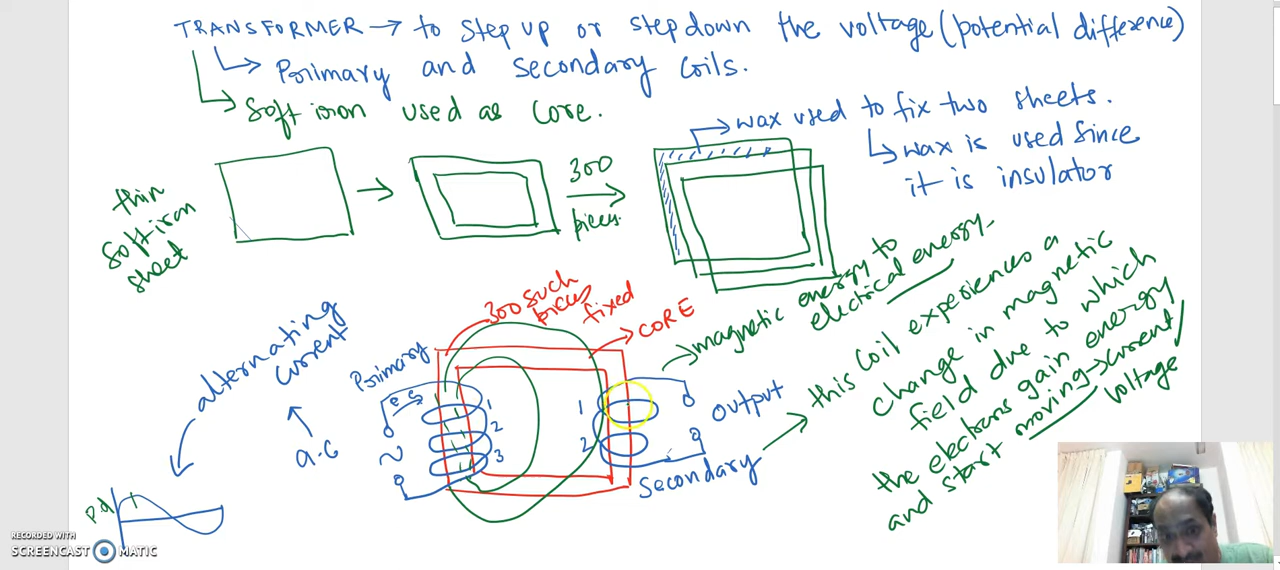 TRANSFORMER → to step up or step down the voltage (potential difference)
↳ Primary and secondary coils.
↳ Soft iron used as core.
→ wax used to fix two sheets.
↳ wax is used since
it is insulator
thin
soft iron
sheet
→
300
pieces
300 such
pieces
fixed
→ CORE
Primary
alternating
current
a.c
p.d
1
2
3
1
2
output
secondary
→ magnetic energy to
electrical energy.
→ this coil experiences a
change in magnetic
field due to which
the electrons gain energy
and start moving → current/
voltage
RECORDED WITH
SCREENCAST MATIC